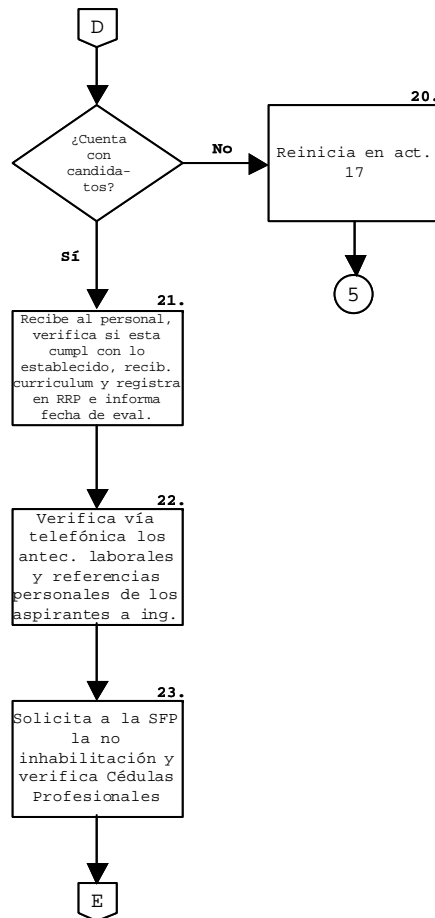 D
¿Cuenta
con
candida-
tos?
No
20.
Reinicia en act.
17
5
Sí
21.
Recibe al personal,
verifica si esta
cumpl con lo
establecido, recib.
curriculum y registra
en RRP e informa
fecha de eval.
22.
Verifica vía
telefónica los
antec. laborales
y referencias
personales de los
aspirantes a ing.
23.
Solicita a la SFP
la no
inhabilitación y
verifica Cédulas
Profesionales
E